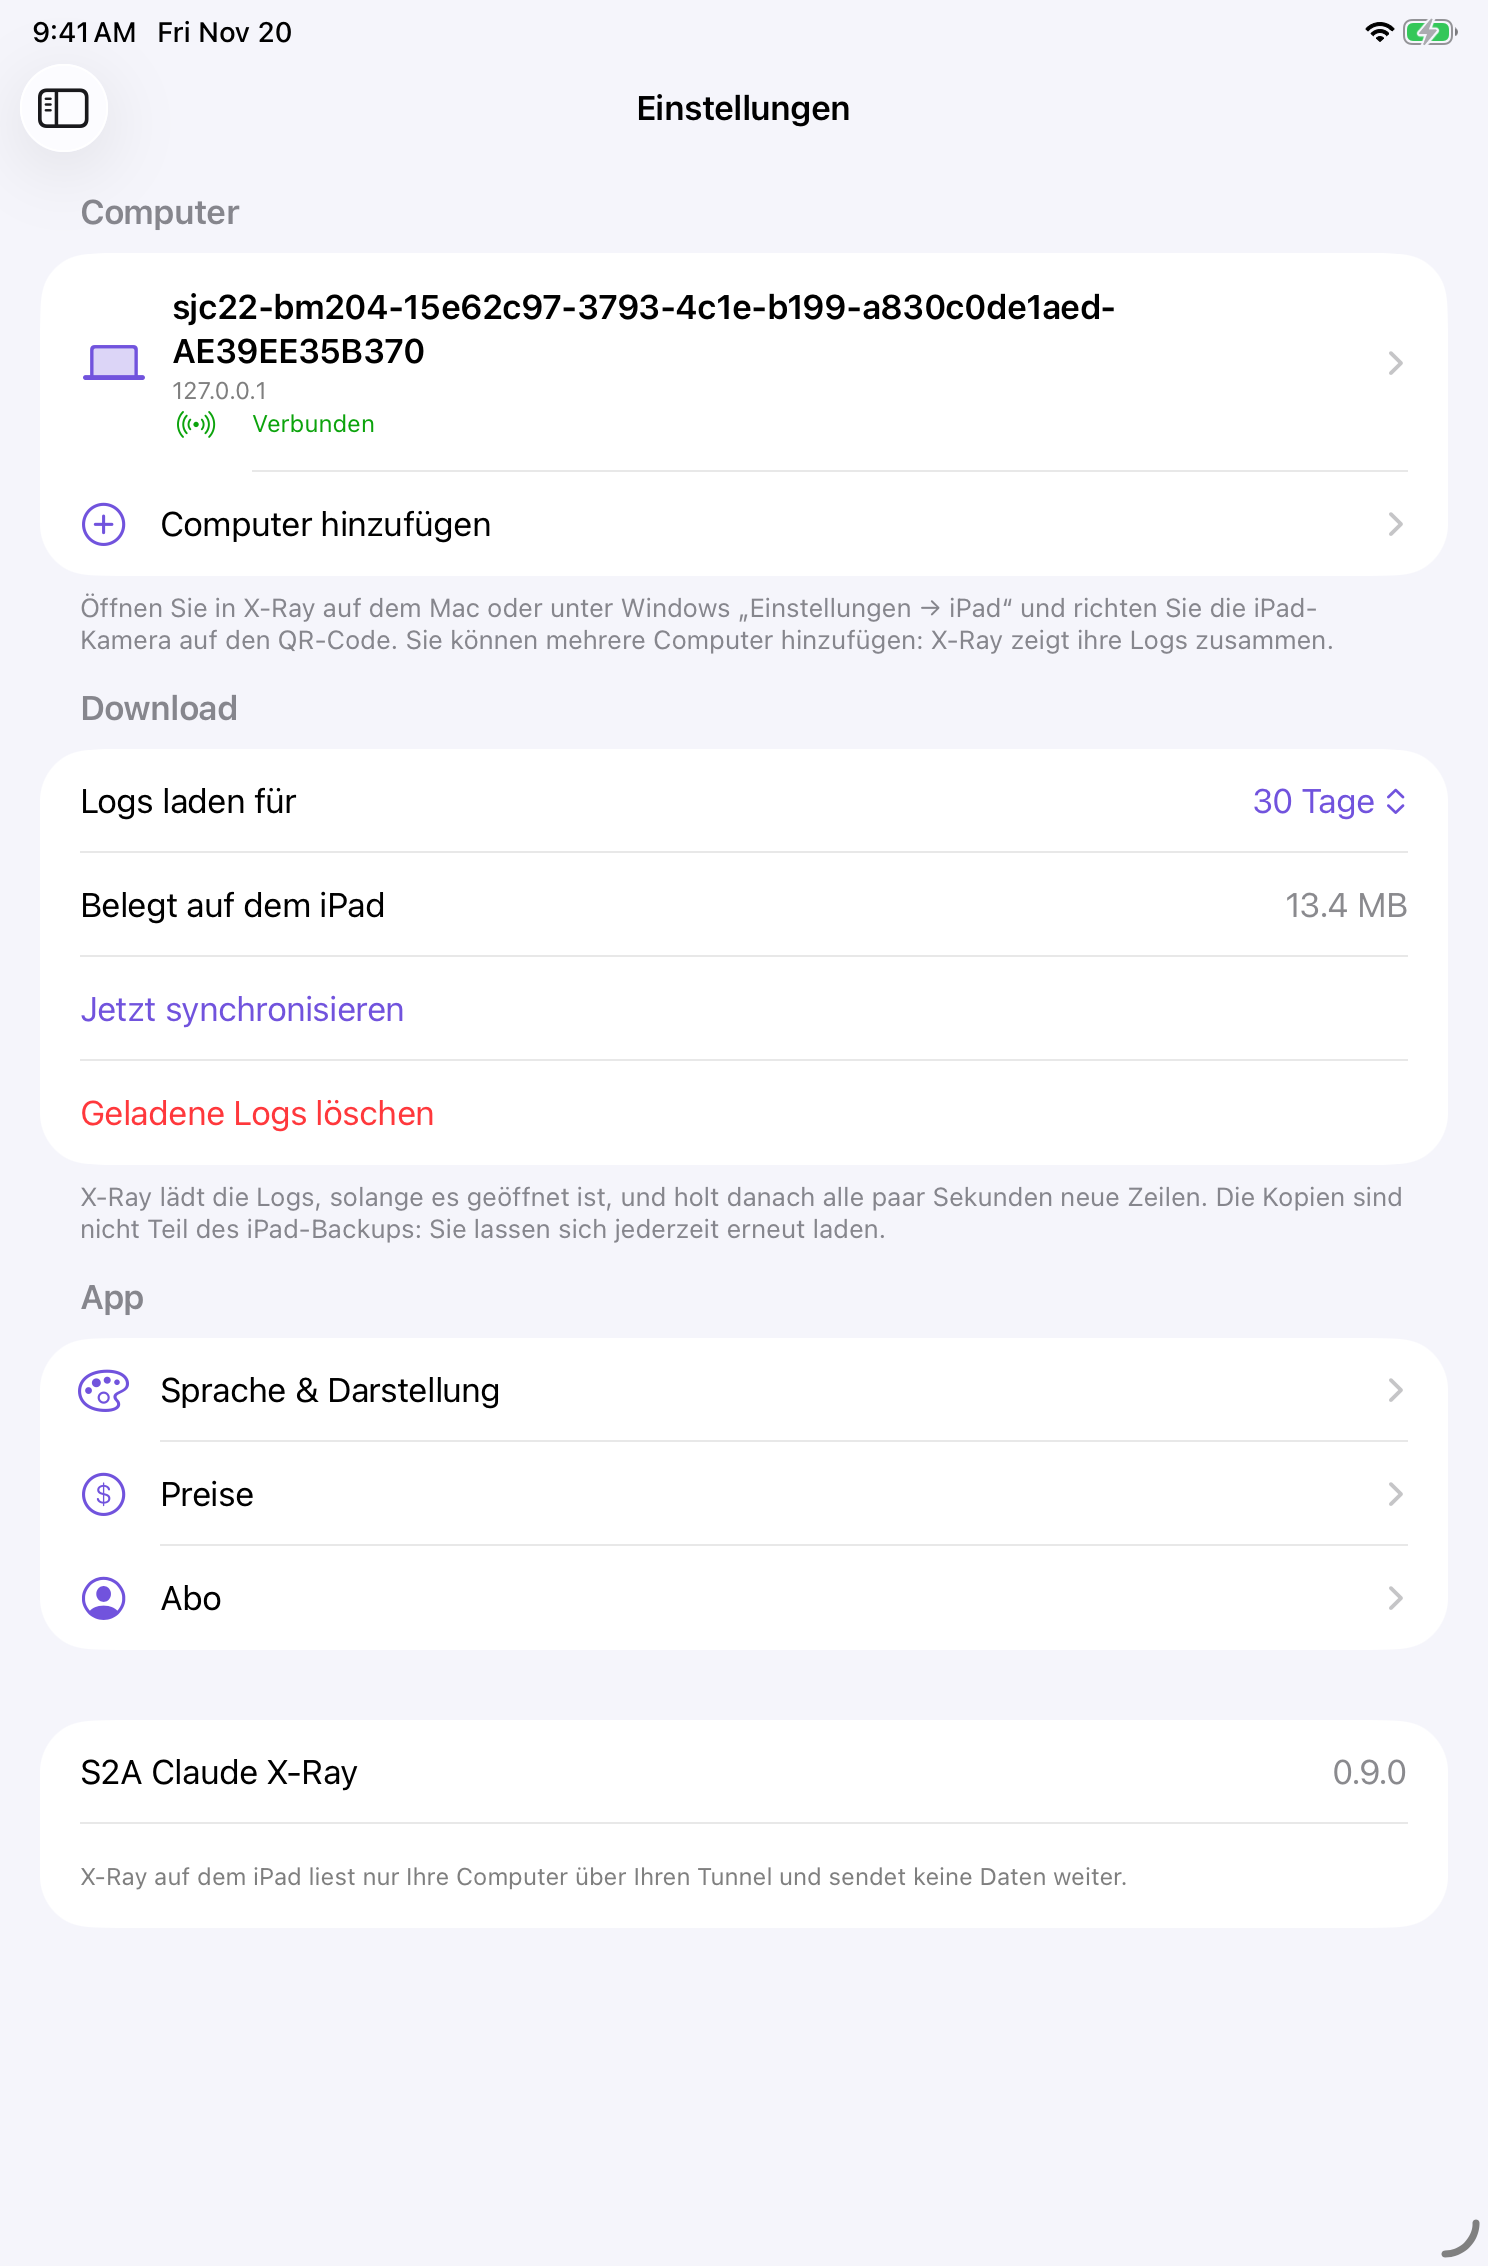 9:41 AM Fri Nov 20
Einstellungen
Computer
sjc22-bm204-15e62c97-3793-4c1e-b199-a830c0de1aed-
AE39EE35B370
127.0.0.1
Verbunden
Computer hinzufügen
Öffnen Sie in X-Ray auf dem Mac oder unter Windows „Einstellungen → iPad“ und richten Sie die iPad-
Kamera auf den QR-Code. Sie können mehrere Computer hinzufügen: X-Ray zeigt ihre Logs zusammen.
Download
Logs laden für 30 Tage
Belegt auf dem iPad 13.4 MB
Jetzt synchronisieren
Geladene Logs löschen
X-Ray lädt die Logs, solange es geöffnet ist, und holt danach alle paar Sekunden neue Zeilen. Die Kopien sind
nicht Teil des iPad-Backups: Sie lassen sich jederzeit erneut laden.
App
Sprache & Darstellung
Preise
Abo
S2A Claude X-Ray 0.9.0
X-Ray auf dem iPad liest nur Ihre Computer über Ihren Tunnel und sendet keine Daten weiter.